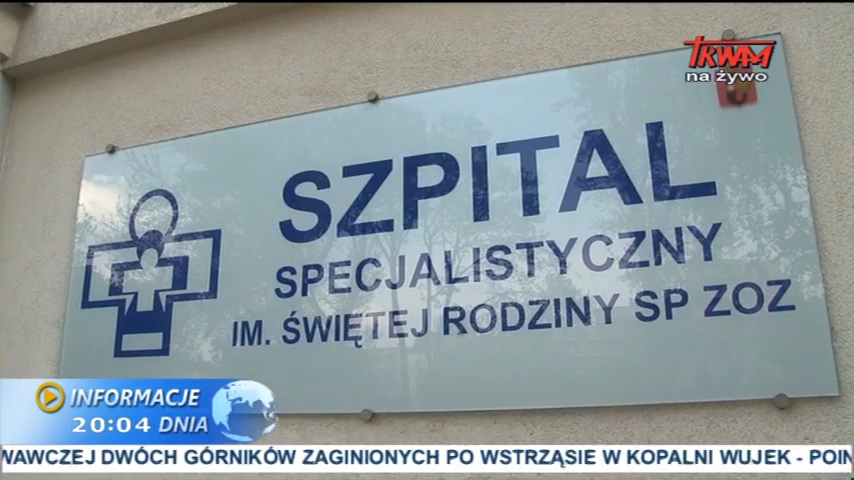 TRWAM
na żywo
SZPITAL
SPECJALISTYCZNY
IM. ŚWIĘTEJ RODZINY SP ZOZ
INFORMACJE
20:04 DNIA
WAWCZEJ DWÓCH GÓRNIKÓW ZAGINIONYCH PO WSTRZĄSIE W KOPALNI WUJEK - POIN